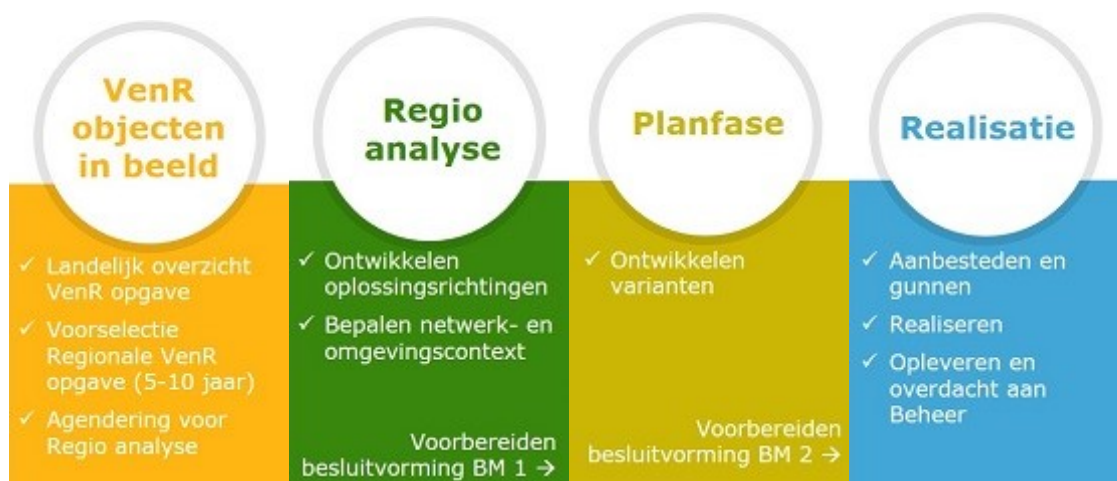 VenR
objecten
in beeld
✓ Landelijk overzicht
VenR opgave
✓ Voorselectie
Regionale VenR
opgave (5-10 jaar)
✓ Agendering voor
Regio analyse
Regio
analyse
✓ Ontwikkelen
oplossingsrichtingen
✓ Bepalen netwerk- en
omgevingscontext
Voorbereiden
besluitvorming BM 1 →
Planfase
✓ Ontwikkelen
varianten
Voorbereiden
besluitvorming BM 2 →
Realisatie
✓ Aanbesteden en
gunnen
✓ Realiseren
✓ Opleveren en
overdacht aan
Beheer